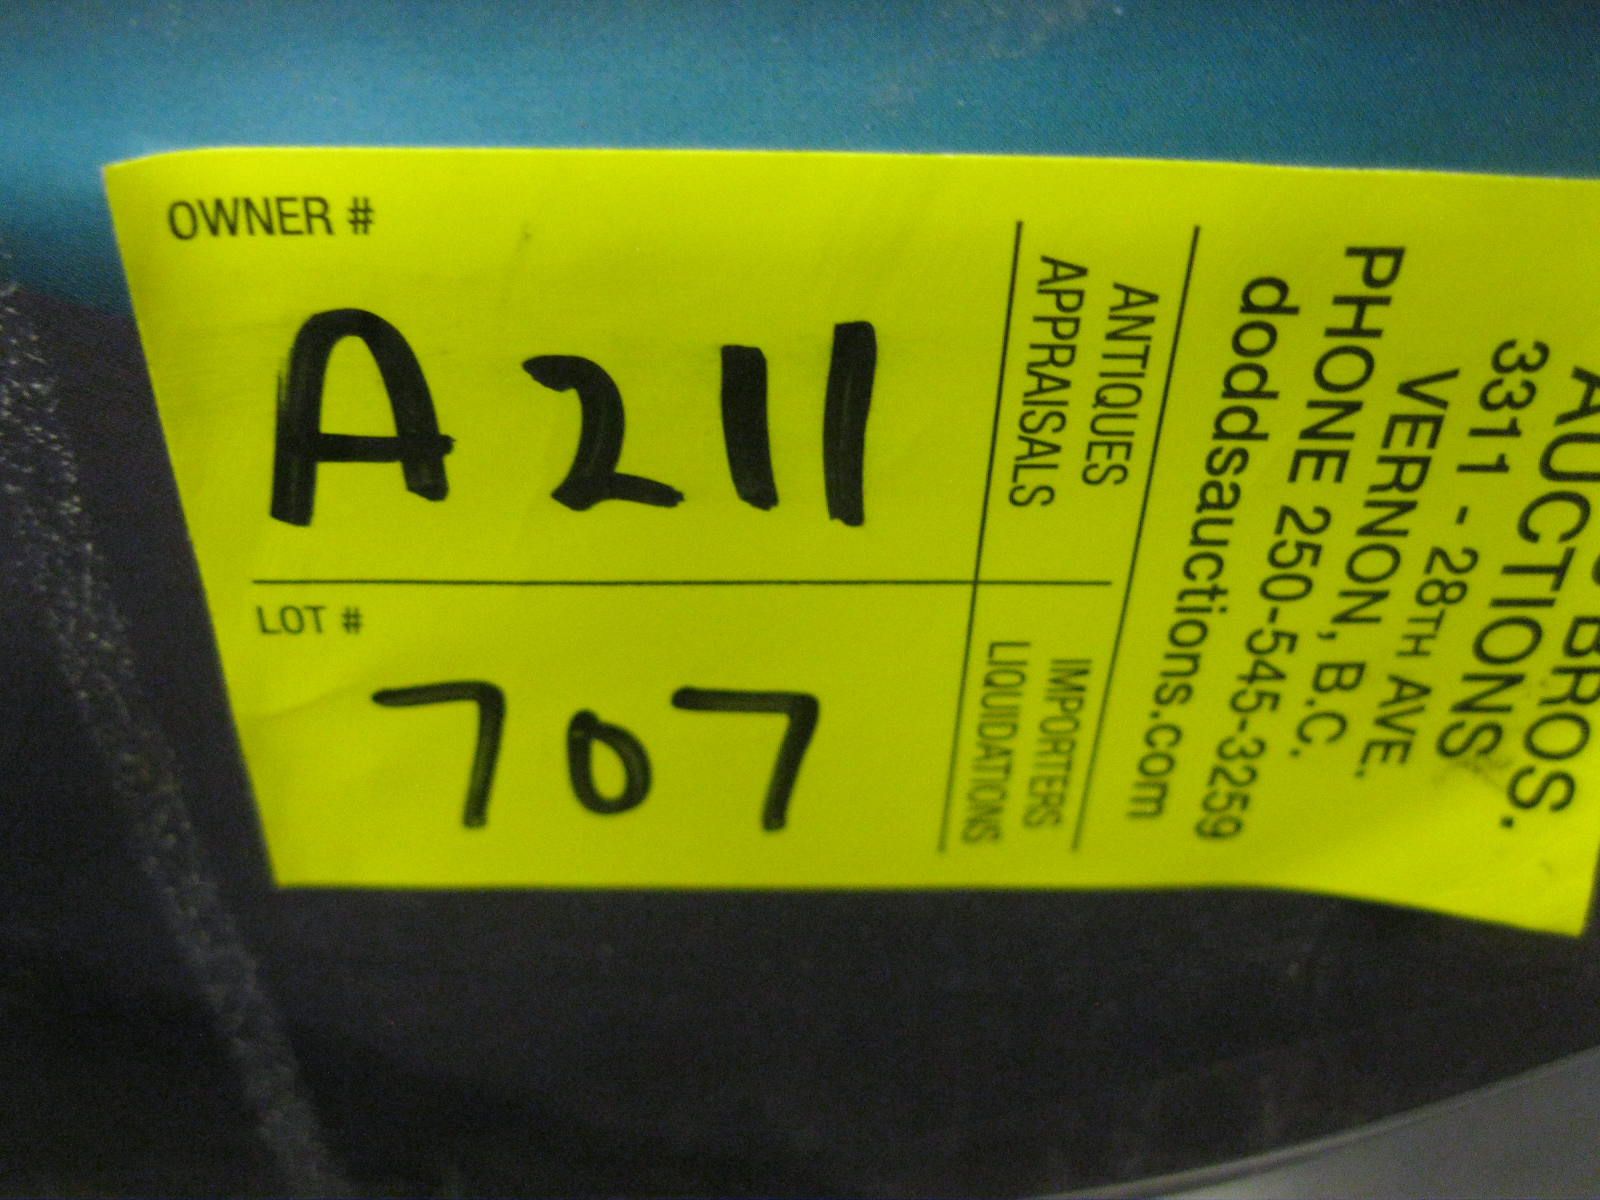 OWNER #
A211
LOT #
707
ANTIQUES
APPRAISALS
IMPORTERS
LIQUIDATIONS
BROS.
AUCTIONS
3311 - 28TH AVE.
VERNON, B.C.
PHONE 250-545-3259
doddsauctions.com